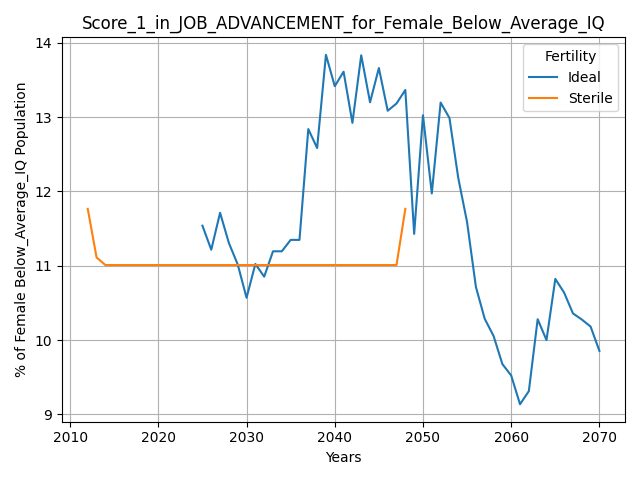 Score_1_in_JOB_ADVANCEMENT_for_Female_Below_Average_IQ
% of Female Below_Average_IQ Population
14
13
12
11
10
9
Fertility
Ideal
Sterile
2010 2020 2030 2040 2050 2060 2070
Years